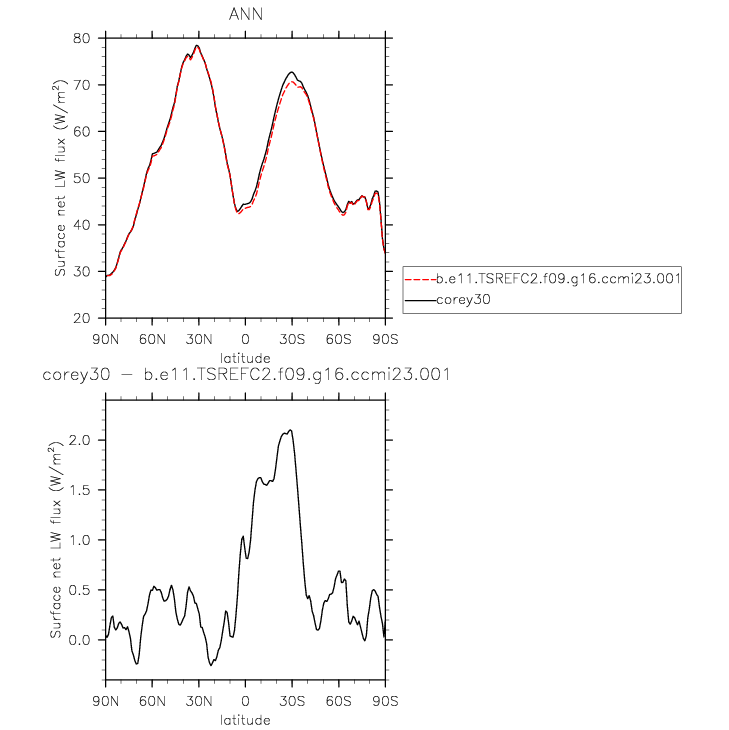 ANN
80
70
60
50
40
30
20
Surface net LW flux (W/m²)
90N 60N 30N 0 30S 60S 90S
latitude
b.e11.TSREFC2.f09.g16.ccmi23.001
corey30
corey30 − b.e11.TSREFC2.f09.g16.ccmi23.001
2.0
1.5
1.0
0.5
0.0
Surface net LW flux (W/m²)
90N 60N 30N 0 30S 60S 90S
latitude